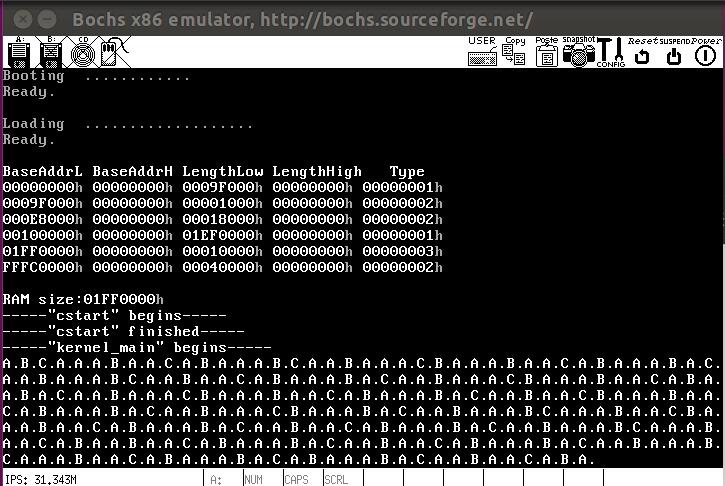 Bochs x86 emulator, http://bochs.sourceforge.net/
A: B: CD USER Copy Paste snapshot CONFIG Reset SUSPEND Power
Booting ............
Ready.
Loading ...................
Ready.
BaseAddrL BaseAddrH LengthLow LengthHigh Type
00000000h 00000000h 0009F000h 00000000h 00000001h
0009F000h 00000000h 00001000h 00000000h 00000002h
000E8000h 00000000h 00018000h 00000000h 00000002h
00100000h 00000000h 01EF0000h 00000000h 00000001h
01FF0000h 00000000h 00010000h 00000000h 00000003h
FFFC0000h 00000000h 00040000h 00000000h 00000002h
RAM size:01FF0000h
-----"cstart" begins-----
-----"cstart" finished-----
-----"kernel_main" begins-----
A.B.C.A.A.A.B.A.C.A.B.A.A.A.B.C.A.A.B.A.A.A.C.B.A.A.A.B.A.A.C.A.B.A.A.A.B.A.C.
IPS: 31.343M A: NUM CAPS SCRL